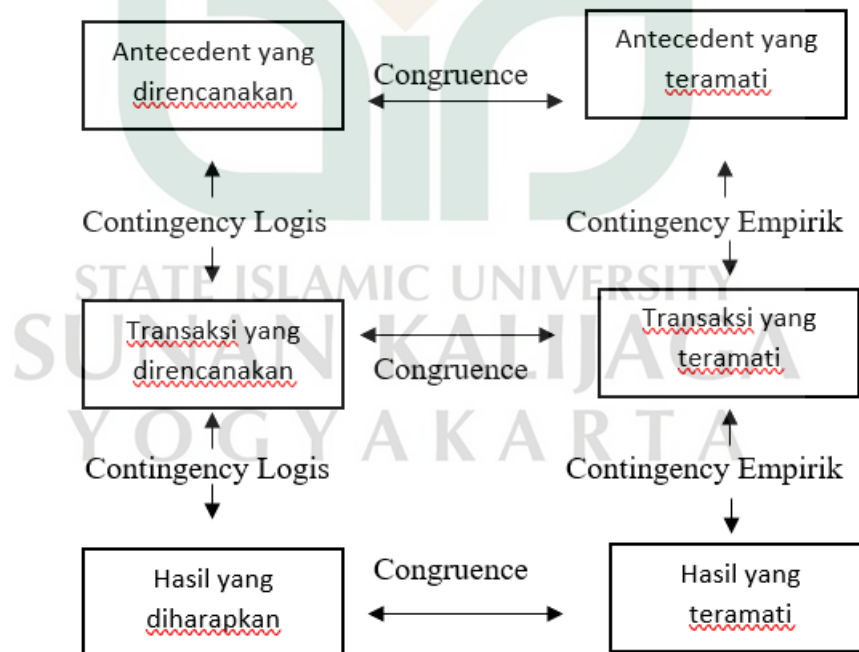 Antecedent yang
direncanakan
Congruence
Antecedent yang
teramati
Contingency Logis
Contingency Empirik
STATE ISLAMIC UNIVERSITY
SUNAN KALIJAGA
YOGYAKARTA
Transaksi yang
direncanakan
Congruence
Transaksi yang
teramati
Contingency Logis
Contingency Empirik
Hasil yang
diharapkan
Congruence
Hasil yang
teramati